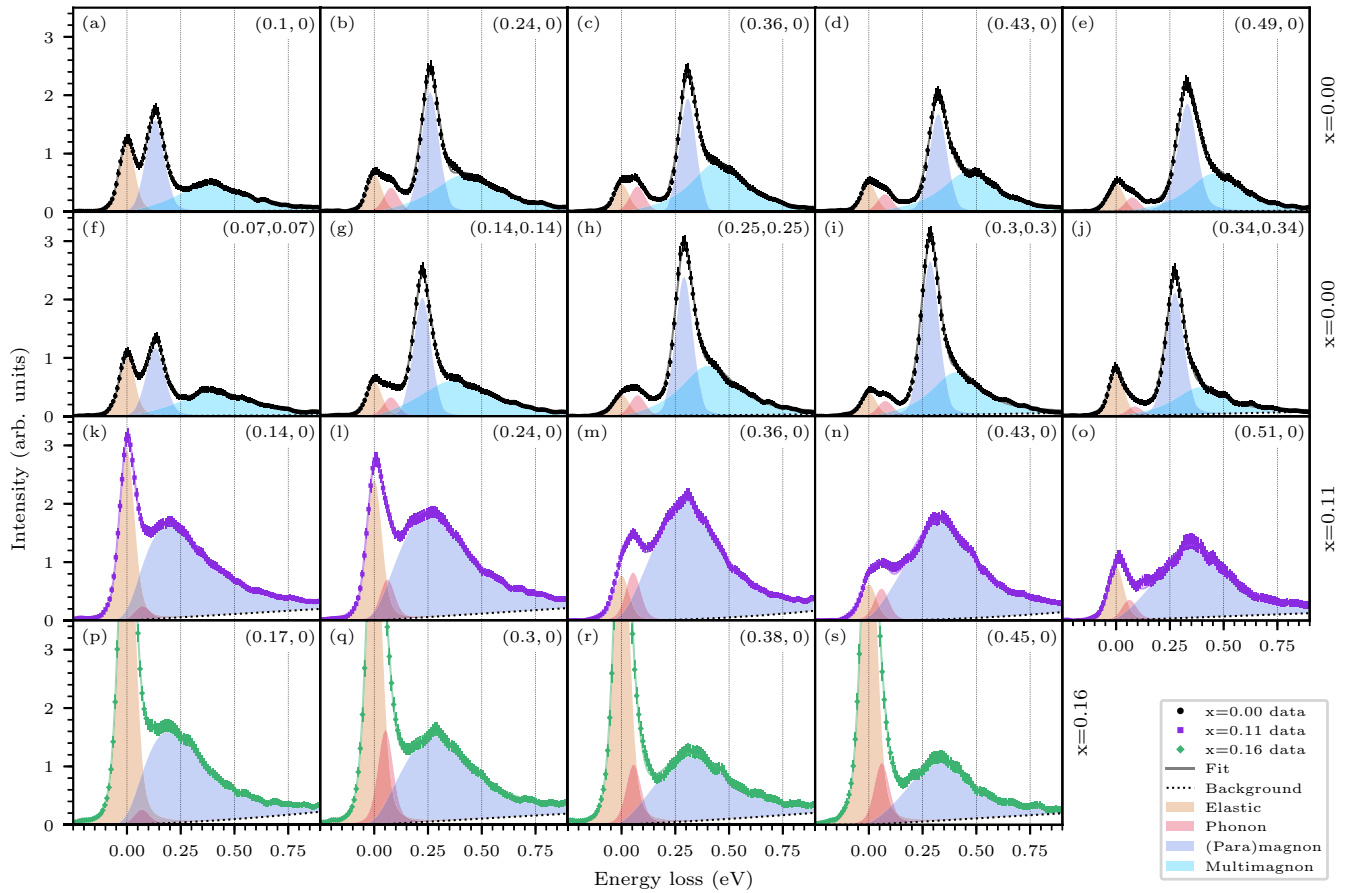 (a) (0.1, 0)
(b) (0.24, 0)
(c) (0.36, 0)
(d) (0.43, 0)
(e) (0.49, 0)
3
2
1
0
x=0.00
(f) (0.07,0.07)
(g) (0.14,0.14)
(h) (0.25,0.25)
(i) (0.3,0.3)
(j) (0.34,0.34)
3
2
1
0
x=0.00
Intensity (arb. units)
(k) (0.14, 0)
(l) (0.24, 0)
(m) (0.36, 0)
(n) (0.43, 0)
(o) (0.51, 0)
3
2
1
0
x=0.11
0.00 0.25 0.50 0.75
(p) (0.17, 0)
(q) (0.3, 0)
(r) (0.38, 0)
(s) (0.45, 0)
3
2
1
0
x=0.16
0.00 0.25 0.50 0.75
0.00 0.25 0.50 0.75
0.00 0.25 0.50 0.75
0.00 0.25 0.50 0.75
Energy loss (eV)
x=0.00 data
x=0.11 data
x=0.16 data
Fit
Background
Elastic
Phonon
(Para)magnon
Multimagnon